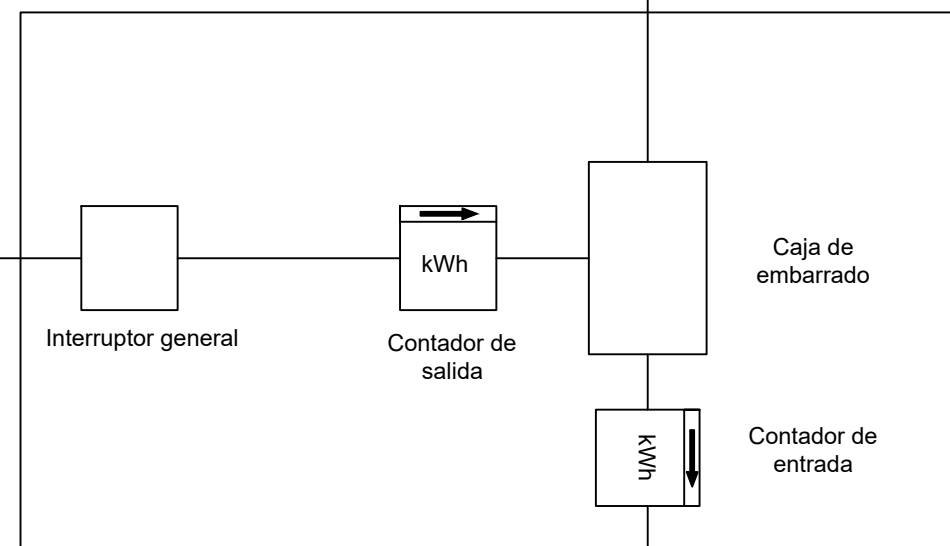 kWh
Caja de
embarrado
Interruptor general
Contador de
salida
kWh
Contador de
entrada